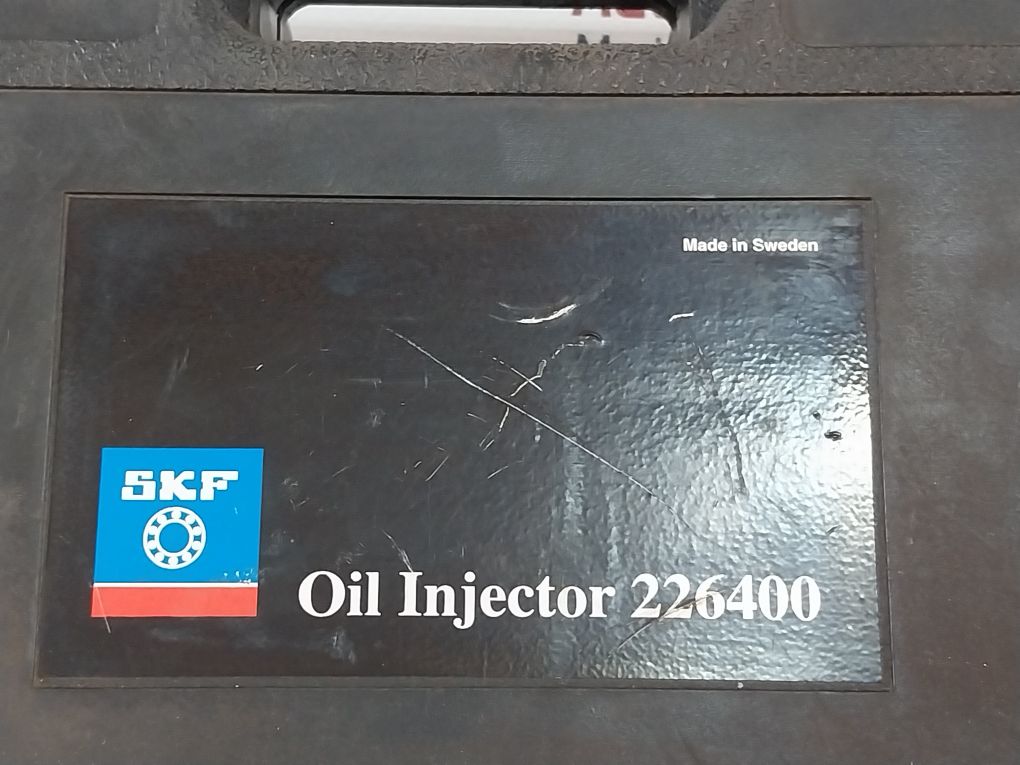 Made in Sweden
SKF
Oil Injector 226400